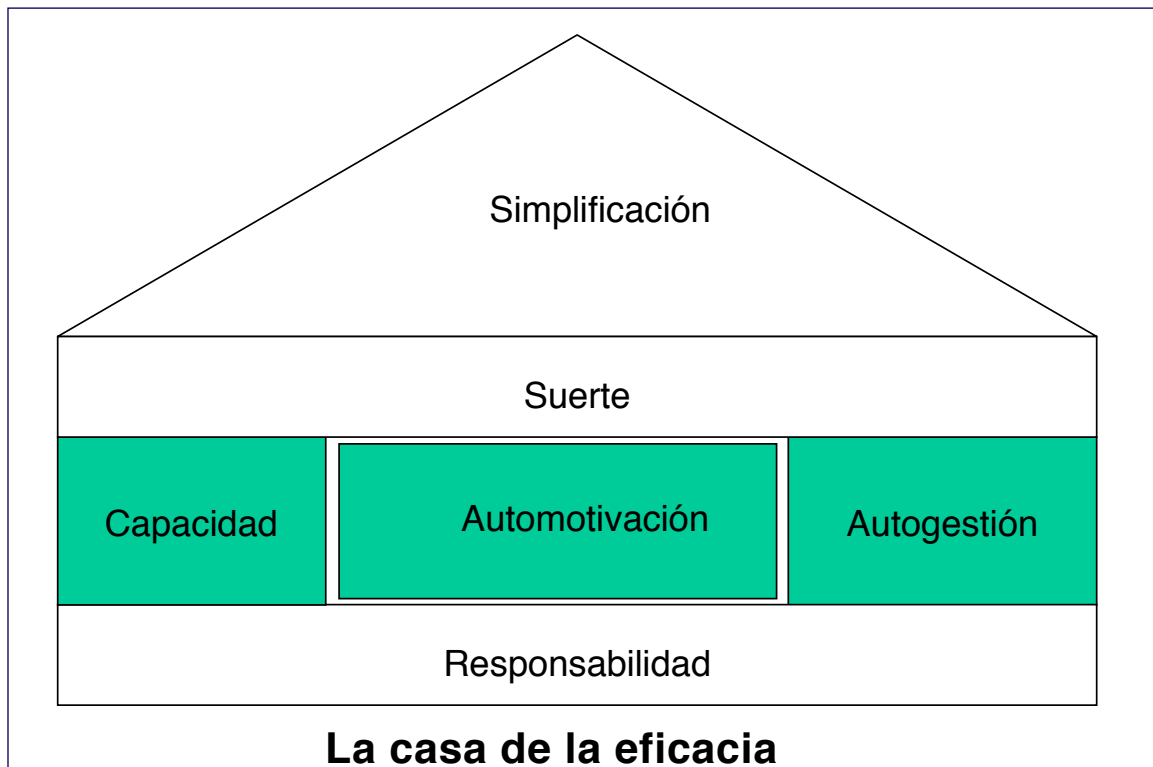 Simplificación
Suerte
Capacidad Automotivación Autogestión
Responsabilidad
La casa de la eficacia